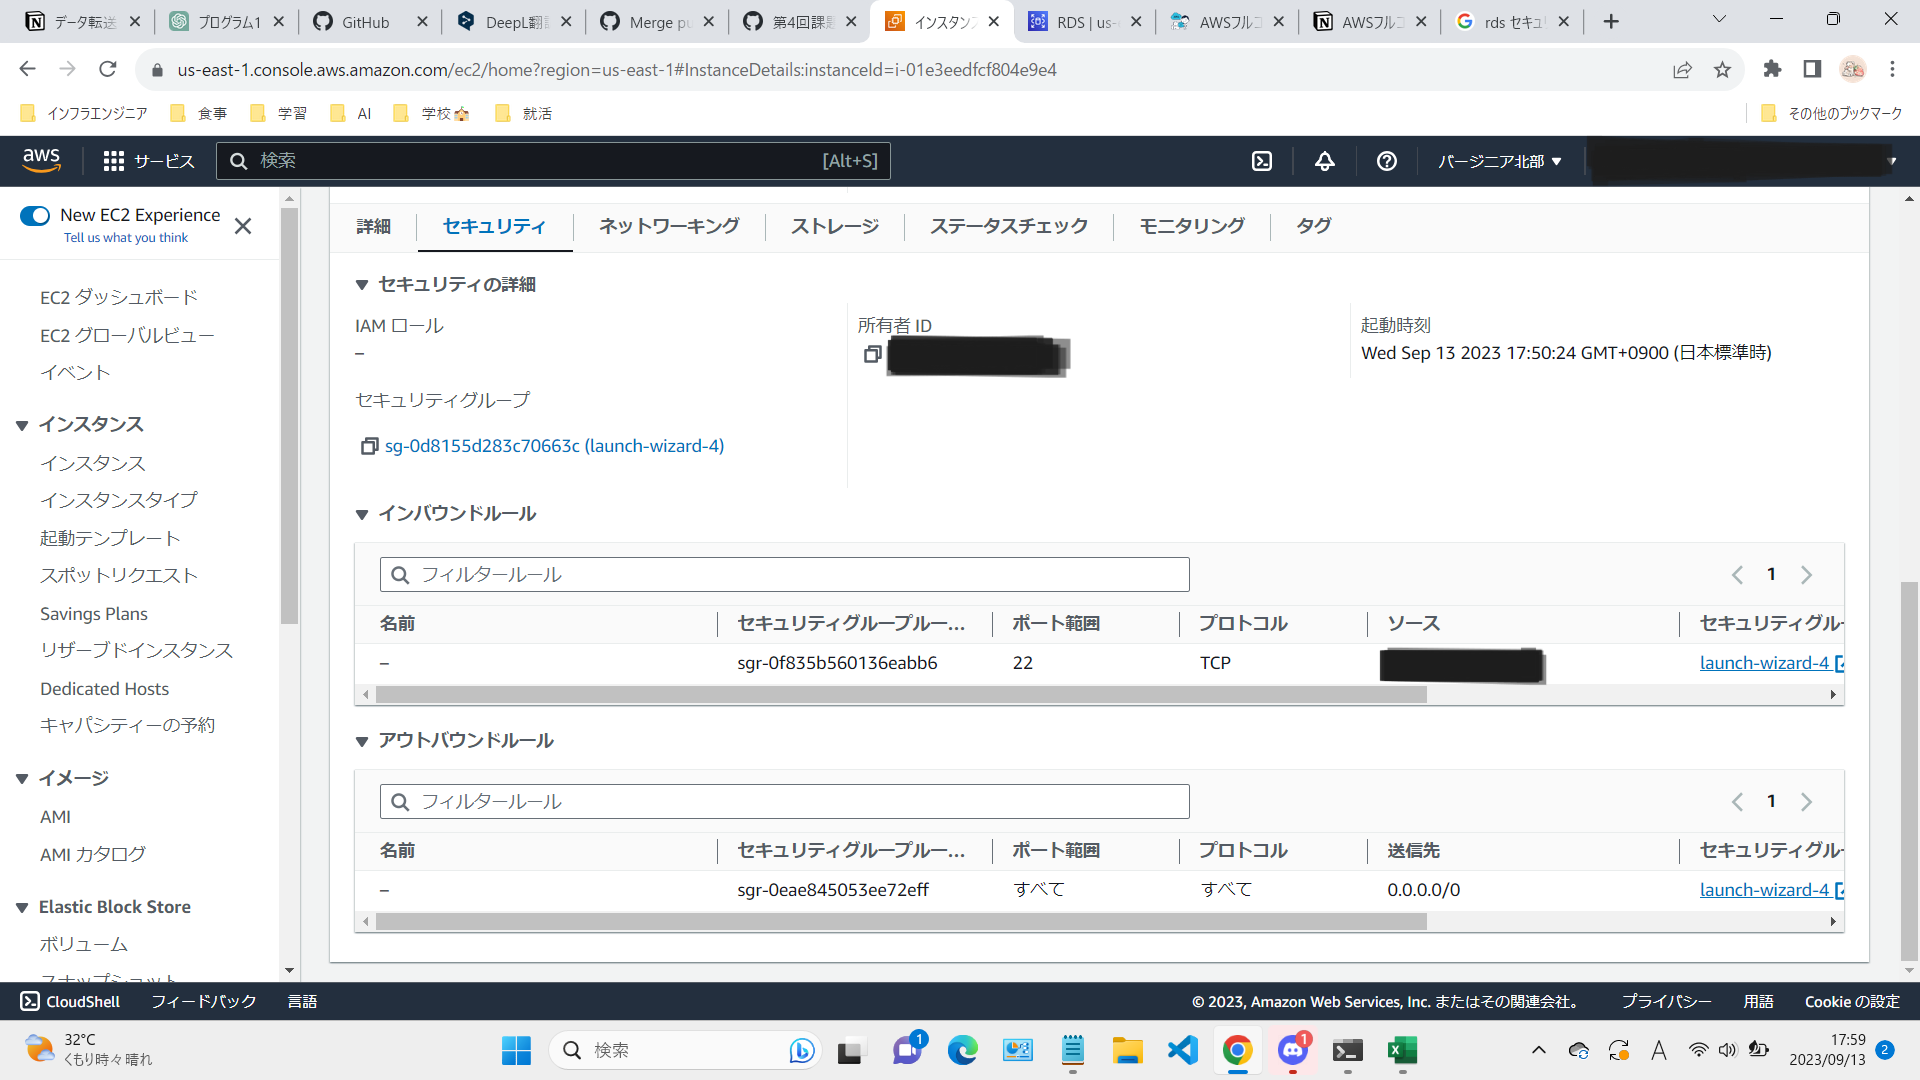 データ転送
プログラム1
GitHub
DeepL翻訳
Merge pu
第4回課題
インスタンス
RDS | us-
AWSフルコ
AWSフルコ
rds セキュ
us-east-1.console.aws.amazon.com/ec2/home?region=us-east-1#InstanceDetails:instanceId=i-01e3eedfcf804e9e4
インフラエンジニア
食事
学習
AI
学校
就活
その他のブックマーク
aws
サービス
検索
[Alt+S]
バージニア北部
New EC2 Experience
Tell us what you think
詳細
セキュリティ
ネットワーキング
ストレージ
ステータスチェック
モニタリング
タグ
EC2 ダッシュボード
EC2 グローバルビュー
イベント
インスタンス
インスタンス
インスタンスタイプ
起動テンプレート
スポットリクエスト
Savings Plans
リザーブドインスタンス
Dedicated Hosts
キャパシティーの予約
イメージ
AMI
AMI カタログ
Elastic Block Store
ボリューム
スナップショット
セキュリティの詳細
IAM ロール
–
所有者 ID
起動時刻
Wed Sep 13 2023 17:50:24 GMT+0900 (日本標準時)
セキュリティグループ
sg-0d8155d283c70663c (launch-wizard-4)
インバウンドルール
フィルタールール
1
名前
セキュリティグループルー...
ポート範囲
プロトコル
ソース
セキュリティグルー
–
sgr-0f835b560136eabb6
22
TCP
launch-wizard-4
アウトバウンドルール
フィルタールール
1
名前
セキュリティグループルー...
ポート範囲
プロトコル
送信先
セキュリティグルー
–
sgr-0eae845053ee72eff
すべて
すべて
0.0.0.0/0
launch-wizard-4
CloudShell
フィードバック
言語
© 2023, Amazon Web Services, Inc. またはその関連会社。
プライバシー
用語
Cookie の設定
32°C
くもり時々晴れ
検索
1
1
A
17:59
2023/09/13
2